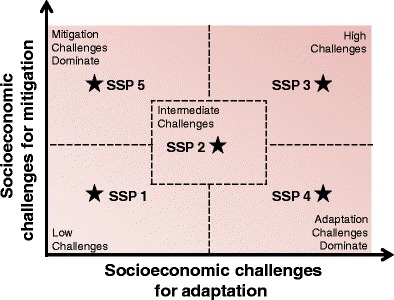 Mitigation
Challenges
Dominate
SSP 5
High
Challenges
SSP 3
Intermediate
Challenges
SSP 2
SSP 1
Low
Challenges
SSP 4
Adaptation
Challenges
Dominate
Socioeconomic
challenges for mitigation
Socioeconomic challenges
for adaptation